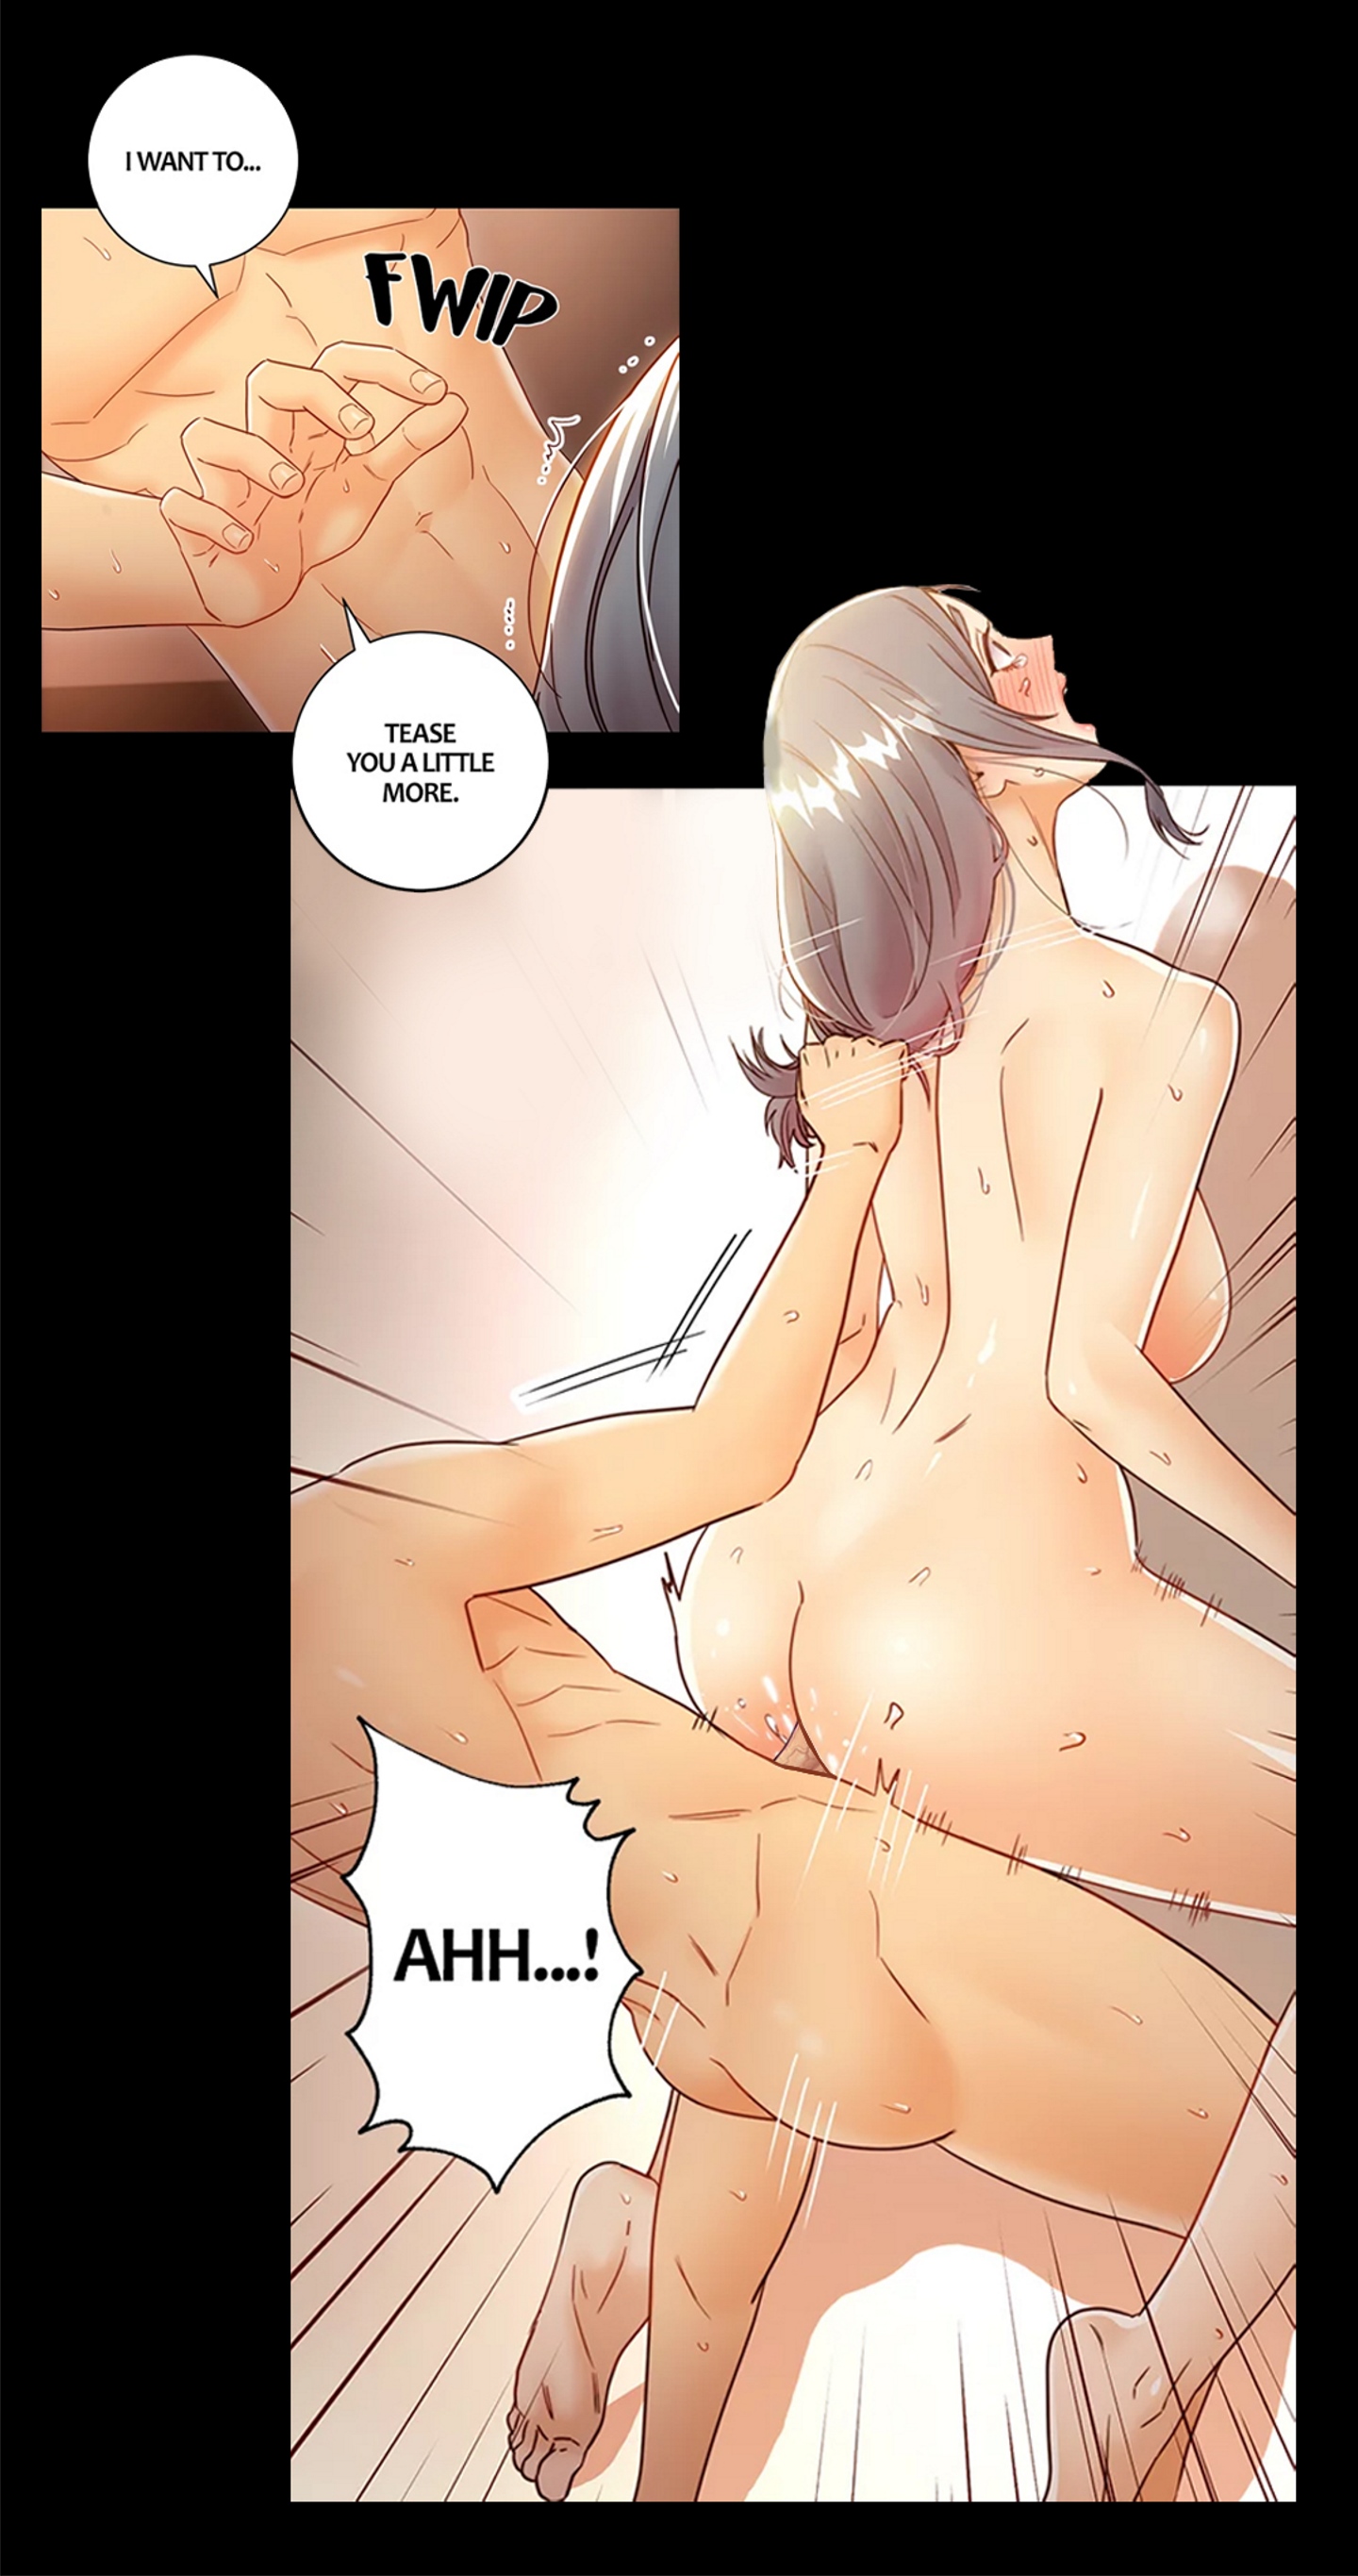 I WANT TO...
FWIP
TEASE
YOU A LITTLE
MORE.
AHH...!